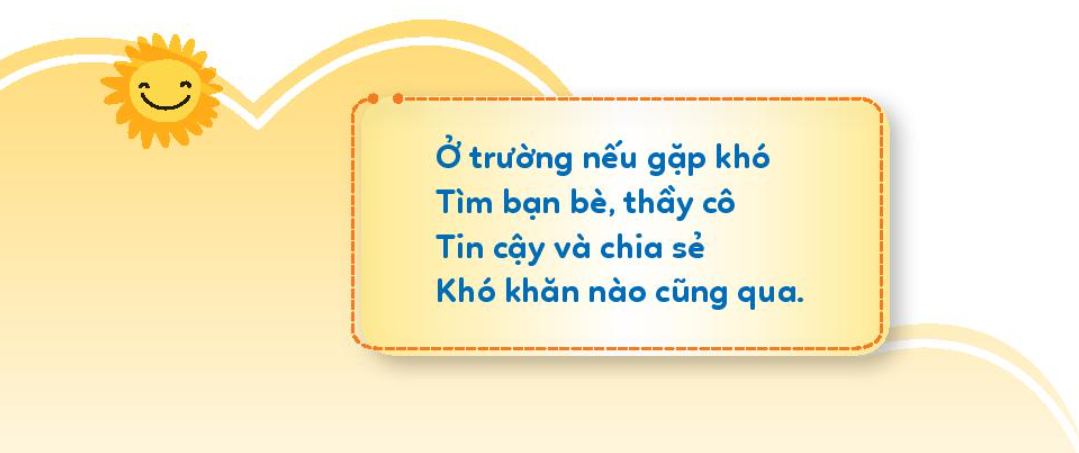 Ở trường nếu gặp khó
Tìm bạn bè, thầy cô
Tin cậy và chia sẻ
Khó khăn nào cũng qua.